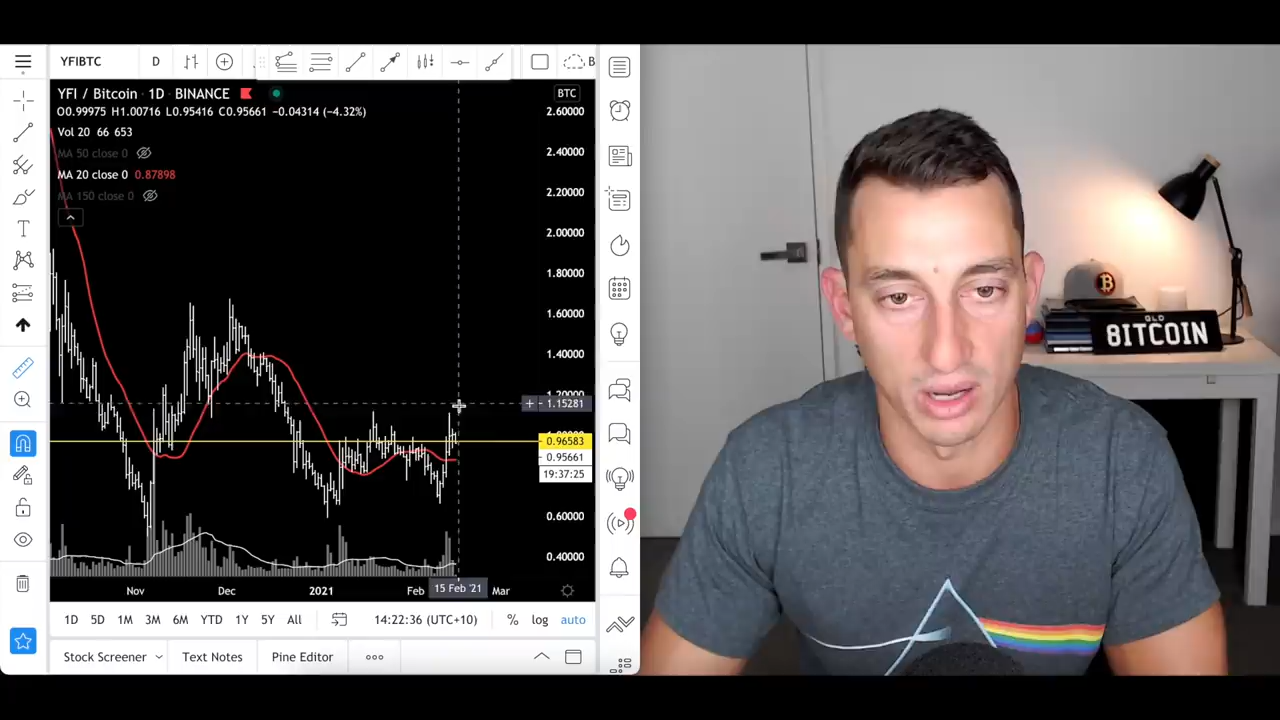 YFIBTC D B
YFI / Bitcoin · 1D · BINANCE BTC
O0.99975 H1.00716 L0.95416 C0.95661 −0.04314 (−4.32%)
Vol 20 66 653
MA 50 close 0
MA 20 close 0 0.87898
MA 150 close 0
2.60000
2.40000
2.20000
2.00000
1.80000
1.60000
1.40000
1.20000
1.15281
0.96583
0.95661
19:37:25
0.60000
0.40000
Nov Dec 2021 Feb 15 Feb '21 Mar
1D 5D 1M 3M 6M YTD 1Y 5Y All 14:22:36 (UTC+10) % log auto
Stock Screener Text Notes Pine Editor
B
QLD
8ITCOIN